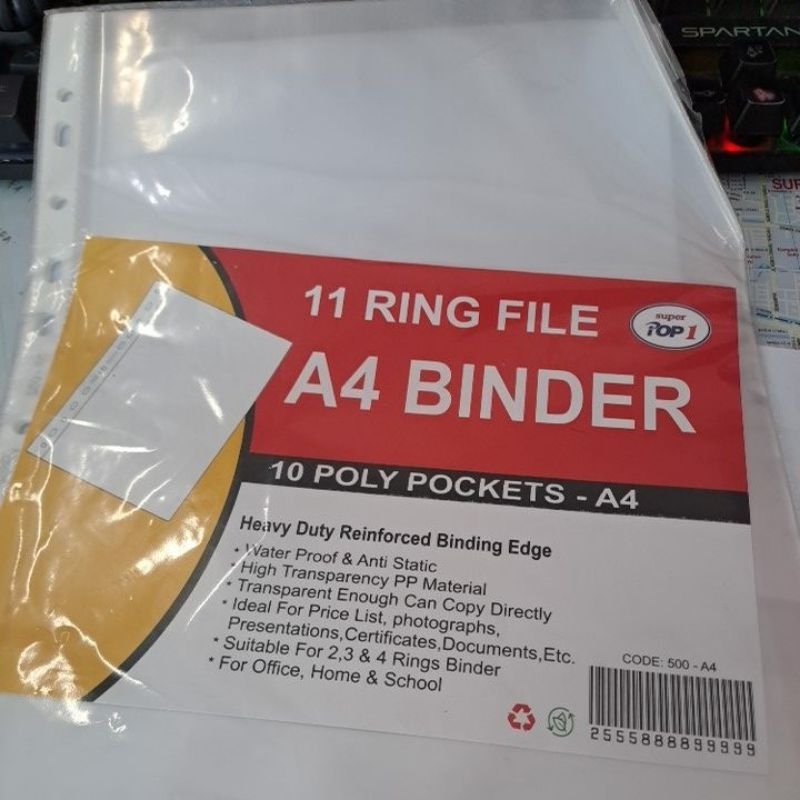 SPARTAN
SUP
11 RING FILE
super
TOP 1
A4 BINDER
10 POLY POCKETS - A4
Heavy Duty Reinforced Binding Edge
* Water Proof & Anti Static
* High Transparency PP Material
* Transparent Enough Can Copy Directly
* Ideal For Price List, photographs,
Presentations,Certificates,Documents,Etc.
* Suitable For 2,3 & 4 Rings Binder
* For Office, Home & School
CODE: 500 - A4
2555888899999